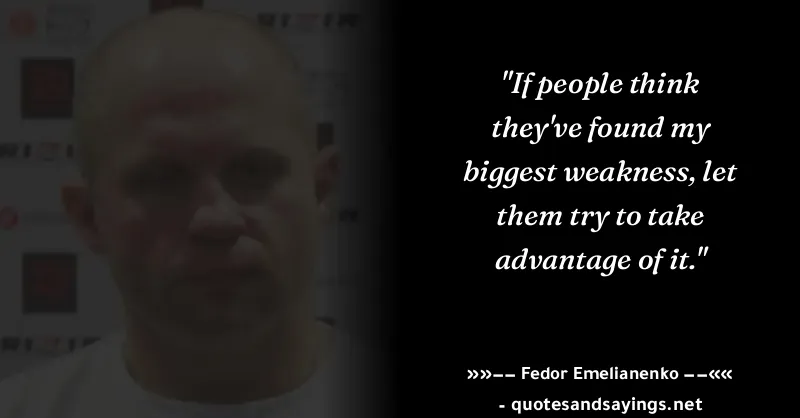 "If people think
they've found my
biggest weakness, let
them try to take
advantage of it."
»»–– Fedor Emelianenko ––««
- quotesandsayings.net